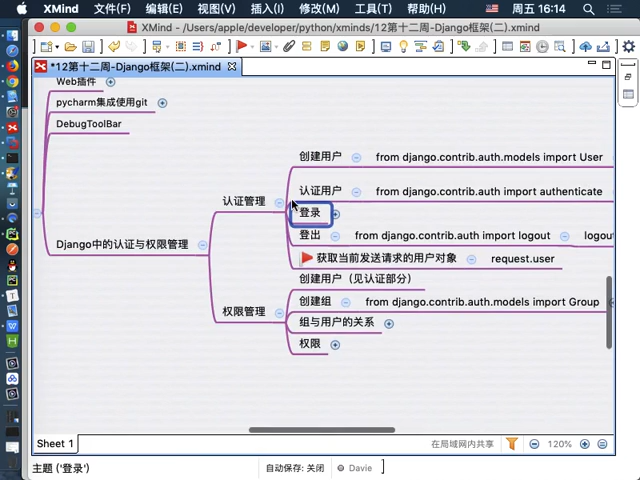 XMind 文件(F) 编辑(E) 视图(V) 插入(I) 修改(M) 工具(T) 帮助(H) 周五 16:14
XMind - /Users/apple/developer/python/xminds/12第十二周-Django框架(二).xmind
*12第十二周-Django框架(二).xmind
Web插件
pycharm集成使用git
DebugToolBar
创建用户 from django.contrib.auth.models import User
认证用户 from django.contrib.auth import authenticate
认证管理
登录
登出 from django.contrib.auth import logout logout
Django中的认证与权限管理
获取当前发送请求的用户对象 request.user
创建用户（见认证部分）
创建组 from django.contrib.auth.models import Group
权限管理
组与用户的关系
权限
Sheet 1
在局域网内共享 120%
主题 ('登录') 自动保存: 关闭 Davie